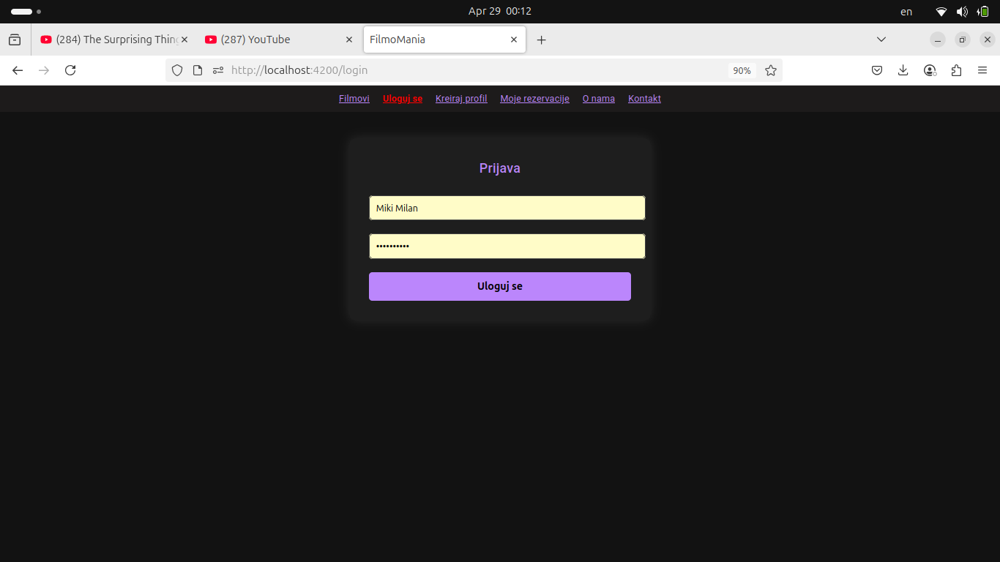 Apr 29 00:12
en
(284) The Surprising Thing
(287) YouTube
FilmoMania
http://localhost:4200/login
90%
Filmovi Uloguj se Kreiraj profil Moje rezervacije O nama Kontakt
Prijava
Miki Milan
••••••••••
Uloguj se